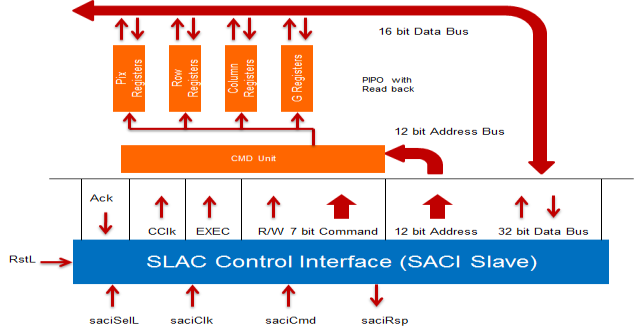 16 bit Data Bus
Pix
Registers
Row
Registers
Column
Registers
G Registers
PIPO with
Read back
12 bit Address Bus
CMD Unit
Ack
CClk
EXEC
R/W
7 bit Command
12 bit Address
32 bit Data Bus
RstL
SLAC Control Interface (SACI Slave)
saciSelL
saciClk
saciCmd
saciRsp